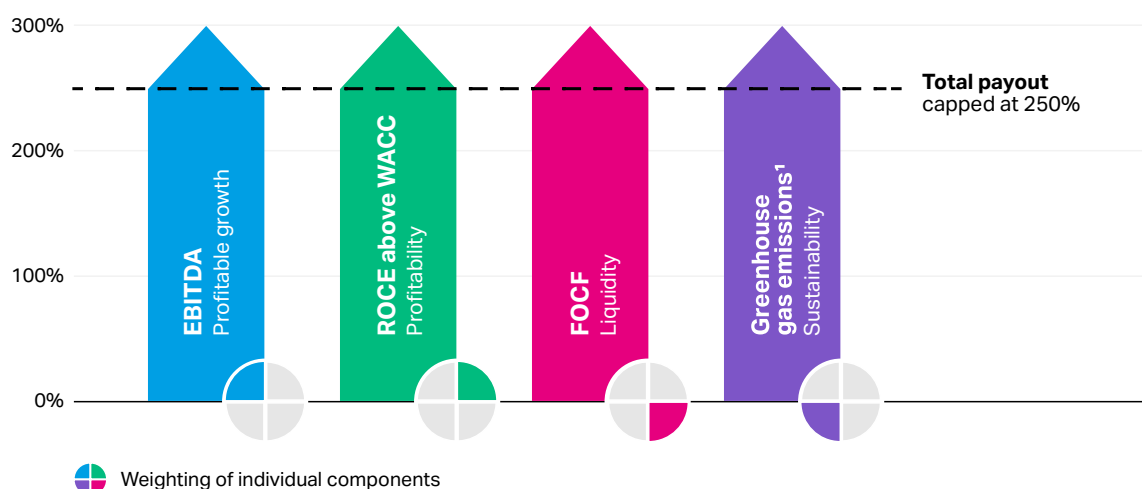 300%
Total payout
capped at 250%
200%
100%
0%
EBITDA
Profitable growth
ROCE above WACC
Profitability
FOCF
Liquidity
Greenhouse
gas emissions¹
Sustainability
Weighting of individual components